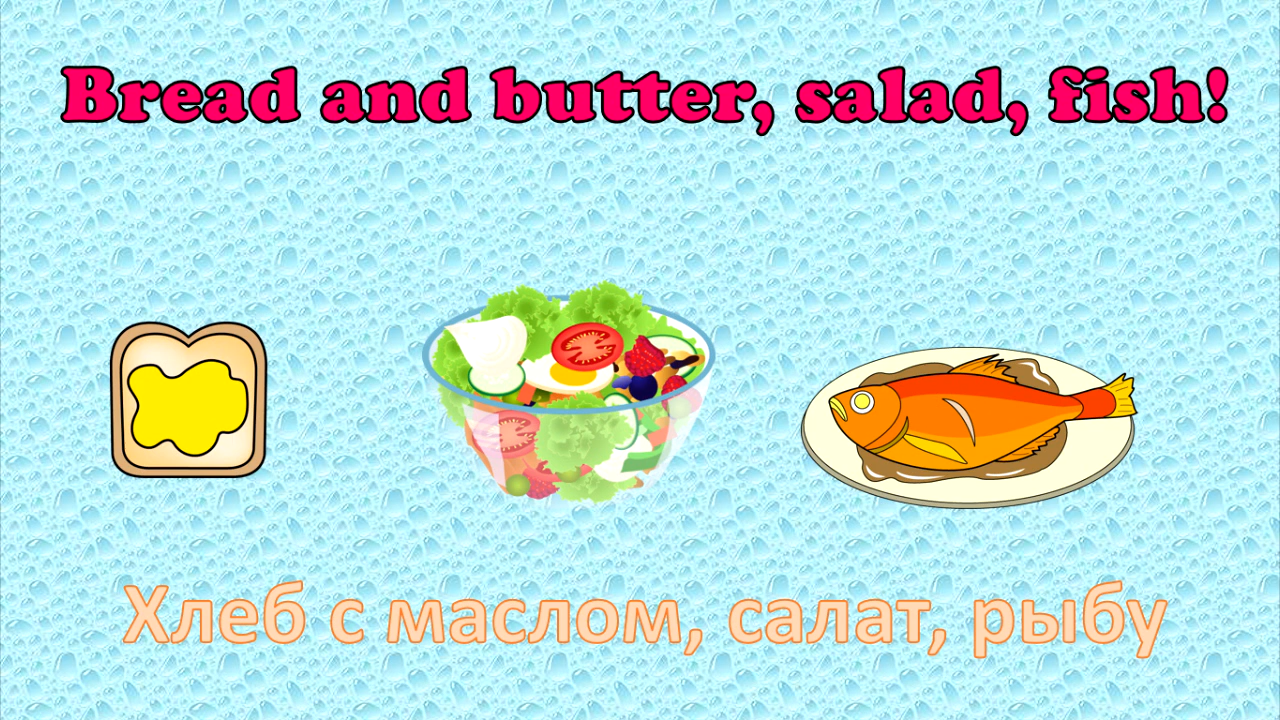 Bread and butter, salad, fish!
Хлеб с маслом, салат, рыбу